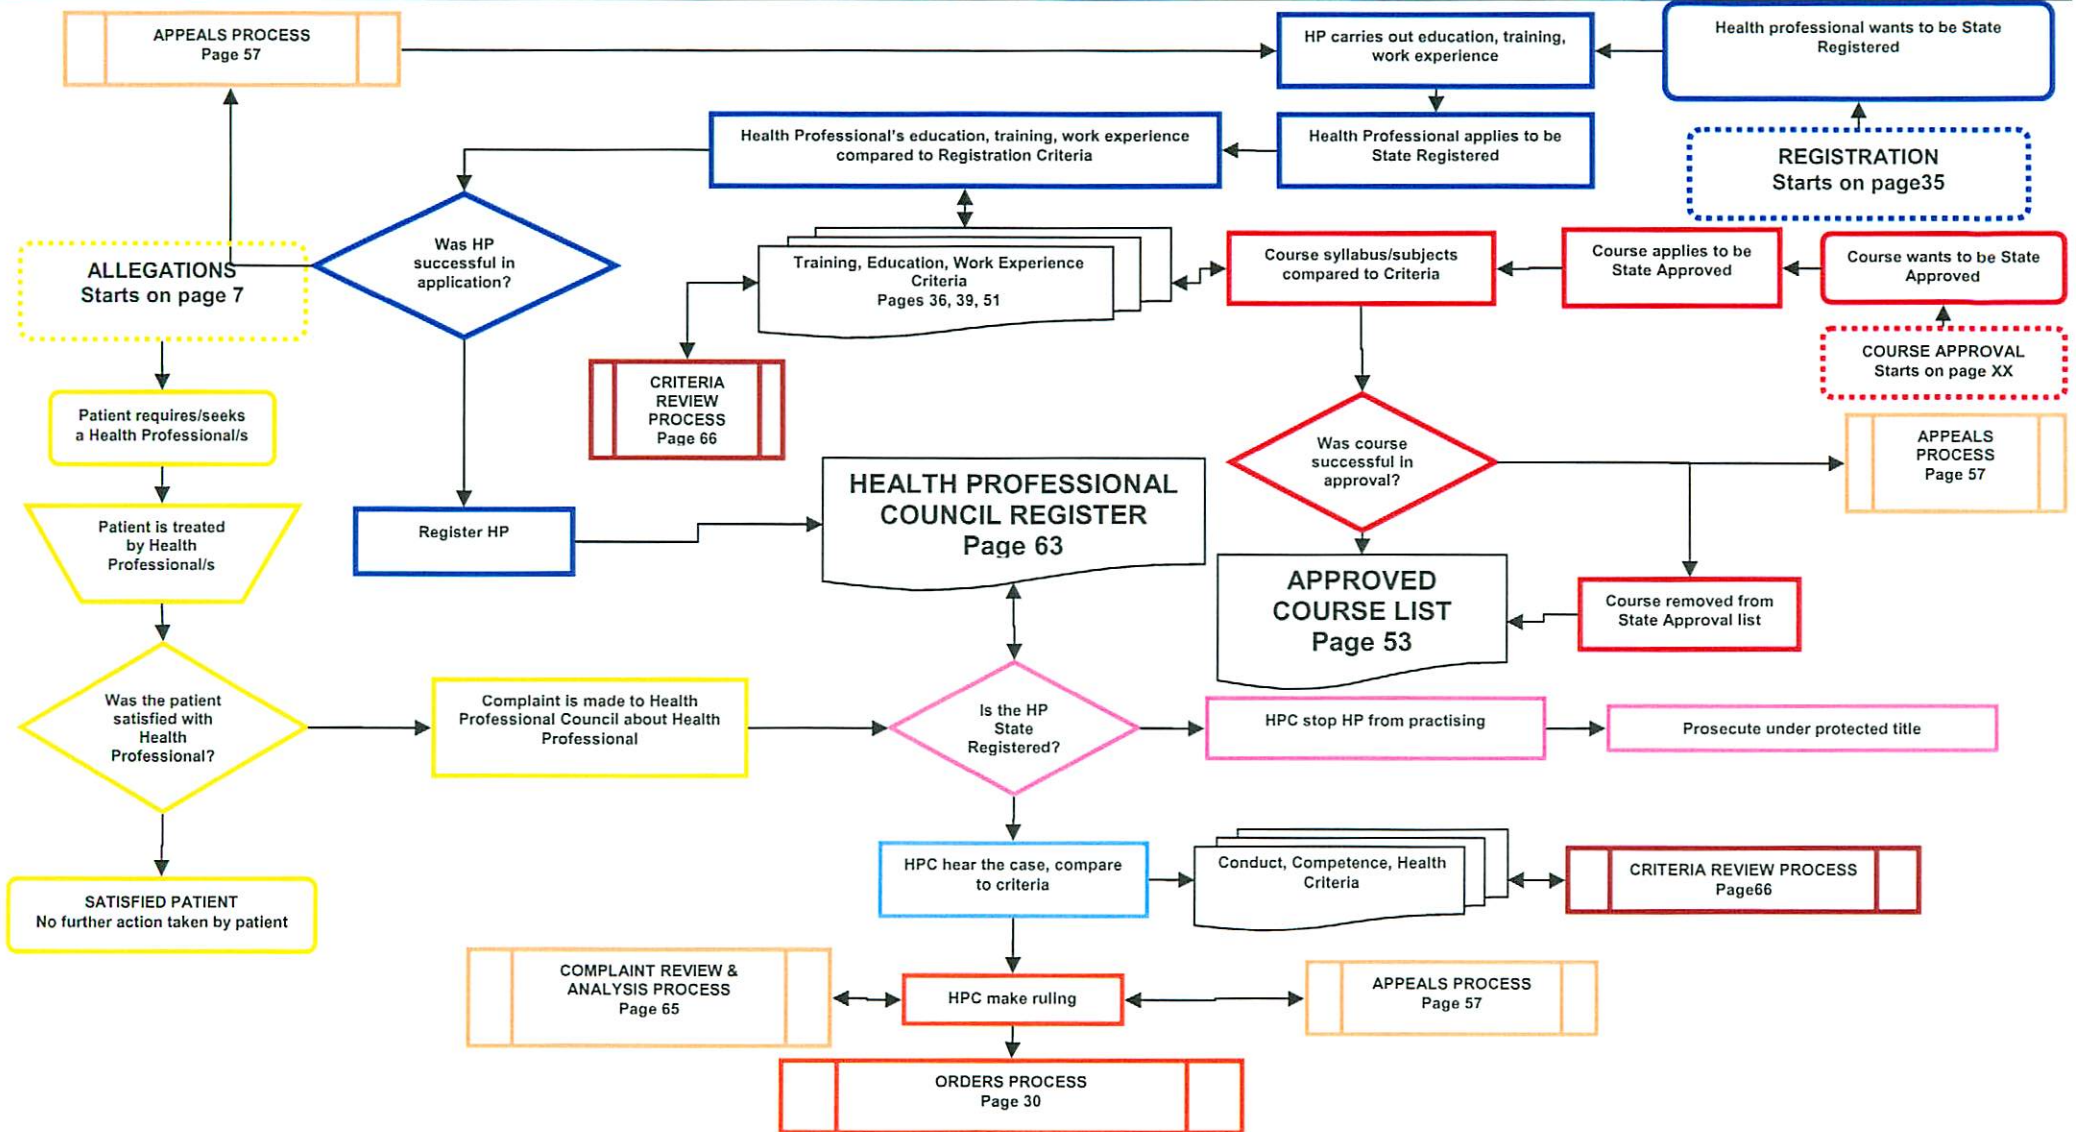 APPEALS PROCESS
Page 57
HP carries out education, training,
work experience
Health professional wants to be State
Registered
Health Professional's education, training, work experience
compared to Registration Criteria
Health Professional applies to be
State Registered
REGISTRATION
Starts on page35
ALLEGATIONS
Starts on page 7
Was HP
successful in
application?
Training, Education, Work Experience
Criteria
Pages 36, 39, 51
Course syllabus/subjects
compared to Criteria
Course applies to be
State Approved
Course wants to be State
Approved
COURSE APPROVAL
Starts on page XX
CRITERIA
REVIEW
PROCESS
Page 66
Patient requires/seeks
a Health Professional/s
Was course
successful in
approval?
APPEALS
PROCESS
Page 57
Patient is treated
by Health
Professional/s
Register HP
HEALTH PROFESSIONAL
COUNCIL REGISTER
Page 63
APPROVED
COURSE LIST
Page 53
Course removed from
State Approval list
Was the patient
satisfied with
Health
Professional?
Complaint is made to Health
Professional Council about Health
Professional
Is the HP
State
Registered?
HPC stop HP from practising
Prosecute under protected title
SATISFIED PATIENT
No further action taken by patient
HPC hear the case, compare
to criteria
Conduct, Competence, Health
Criteria
CRITERIA REVIEW PROCESS
Page66
COMPLAINT REVIEW &
ANALYSIS PROCESS
Page 65
HPC make ruling
APPEALS PROCESS
Page 57
ORDERS PROCESS
Page 30